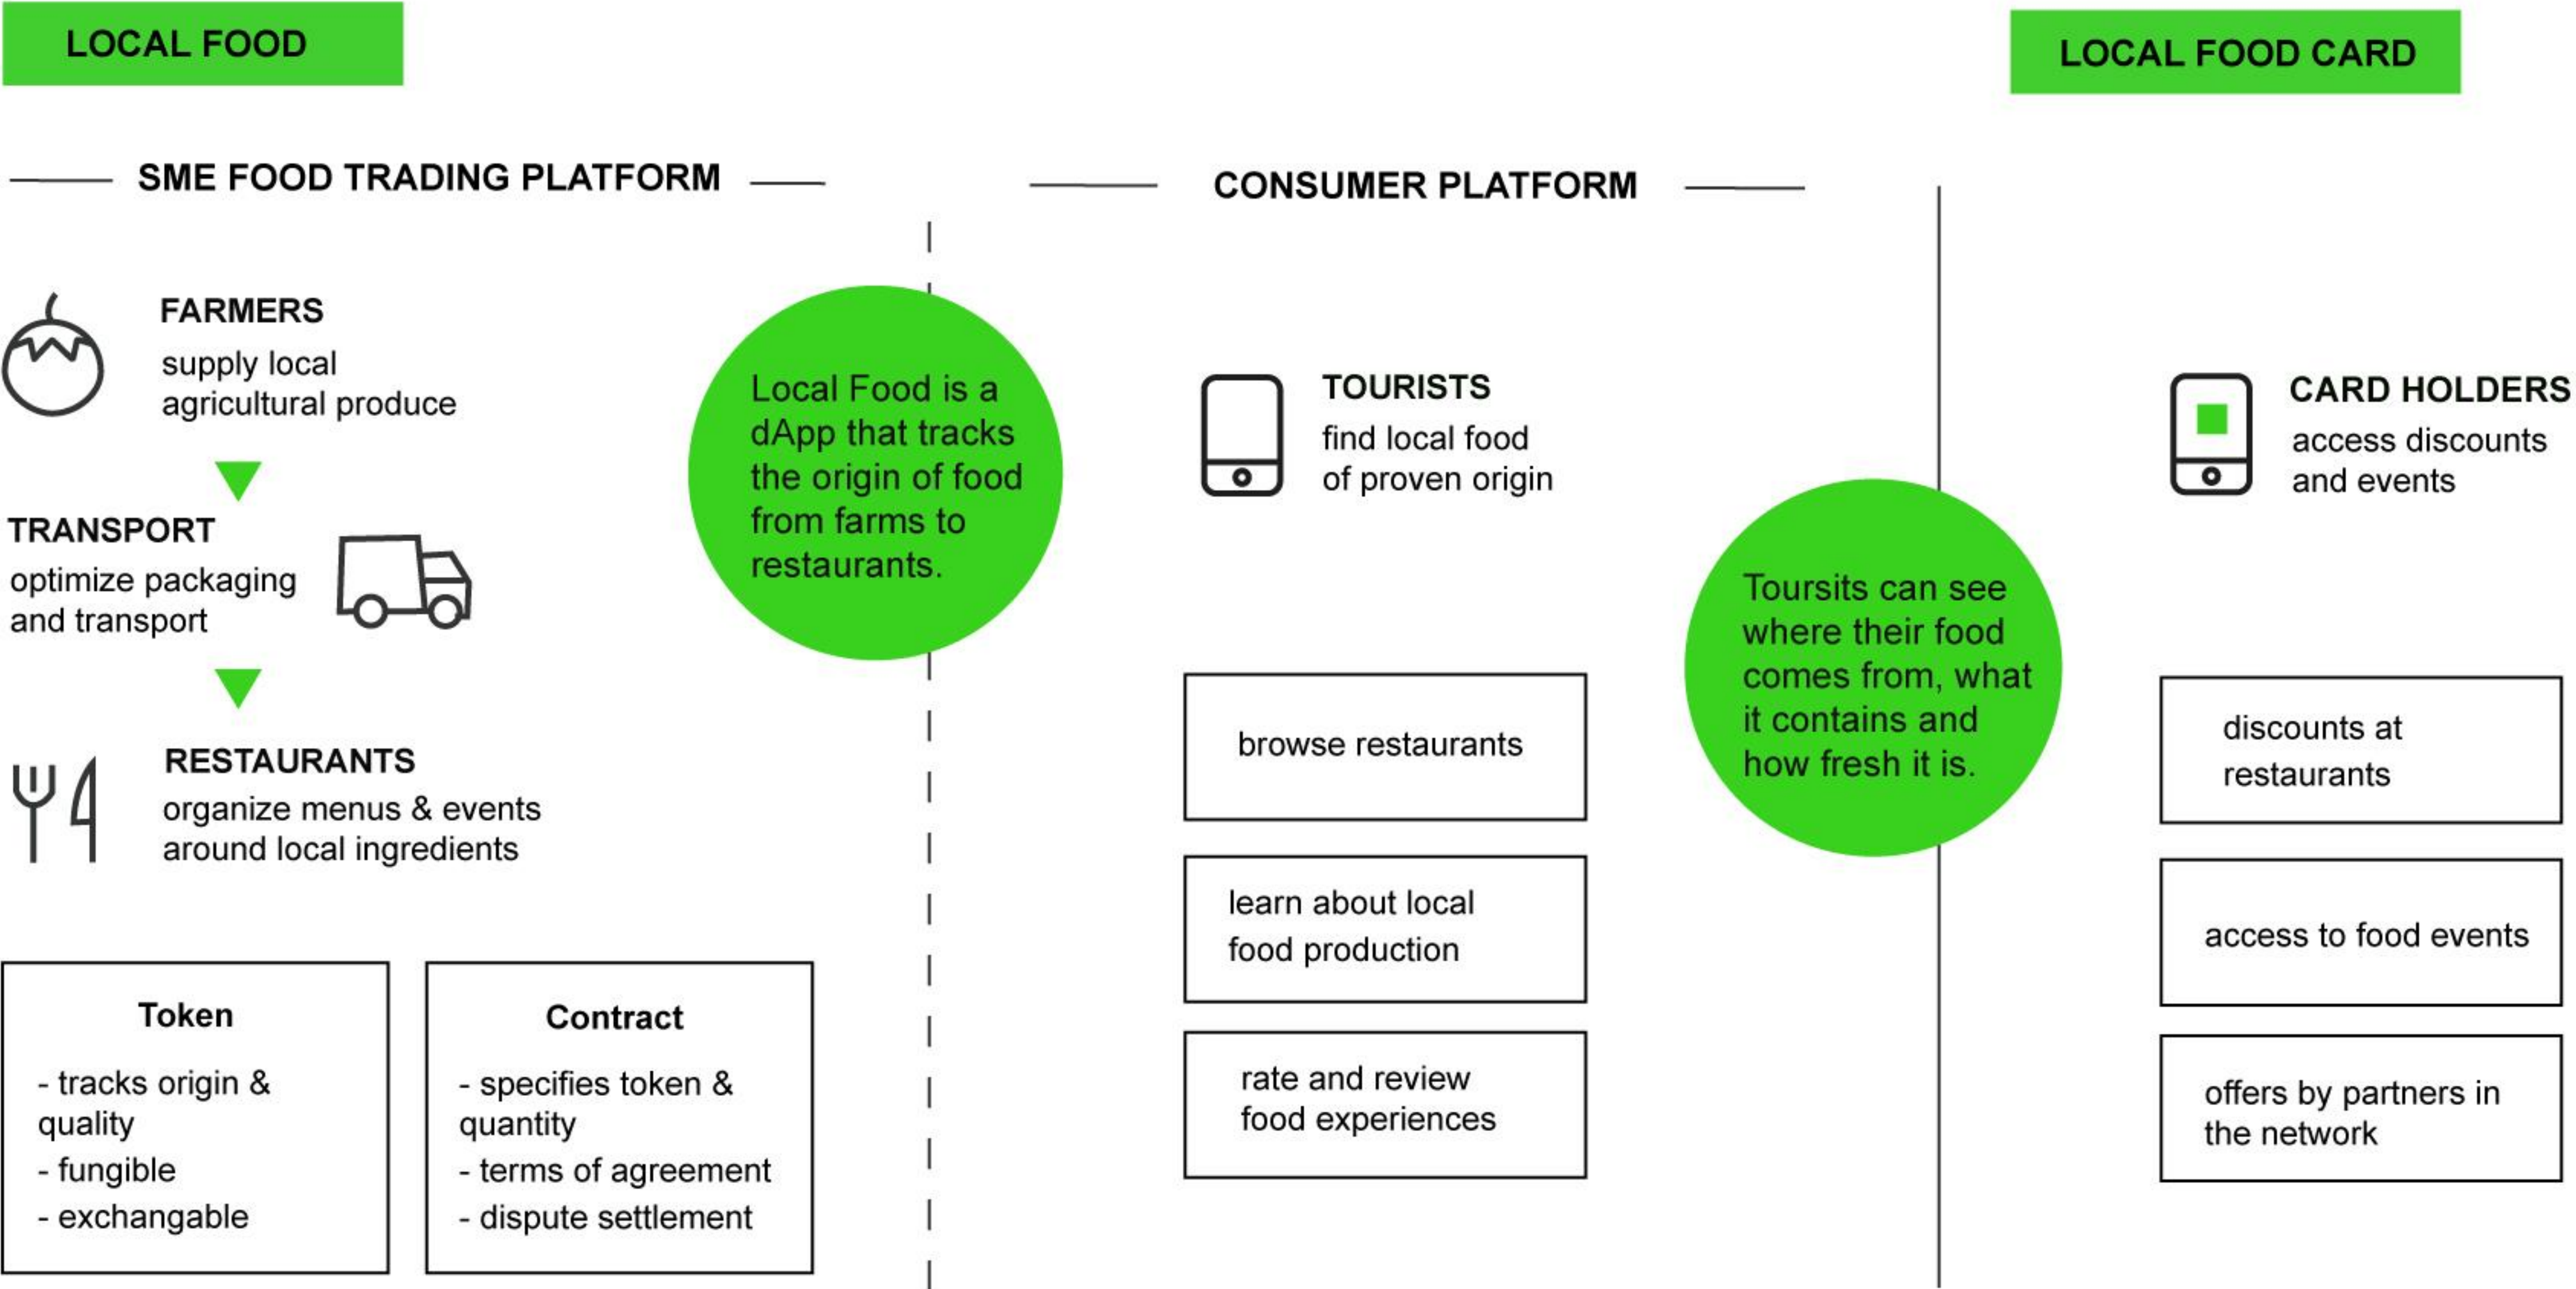 LOCAL FOOD
LOCAL FOOD CARD
SME FOOD TRADING PLATFORM
CONSUMER PLATFORM
FARMERS
supply local
agricultural produce
TRANSPORT
optimize packaging
and transport
RESTAURANTS
organize menus & events
around local ingredients
Token
- tracks origin &
quality
- fungible
- exchangable
Contract
- specifies token &
quantity
- terms of agreement
- dispute settlement
Local Food is a
dApp that tracks
the origin of food
from farms to
restaurants.
TOURISTS
find local food
of proven origin
browse restaurants
learn about local
food production
rate and review
food experiences
Toursits can see
where their food
comes from, what
it contains and
how fresh it is.
CARD HOLDERS
access discounts
and events
discounts at
restaurants
access to food events
offers by partners in
the network